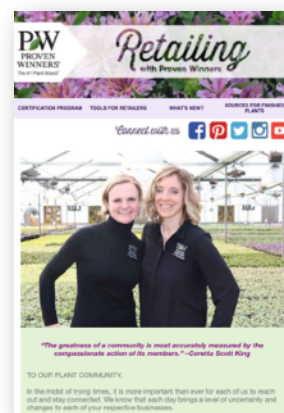 PW
PROVEN
WINNERS®
The #1 Plant Brand®
Retailing
with Proven Winners
CERTIFICATION PROGRAM TOOLS FOR RETAILERS WHAT'S NEW? SOURCES FOR FINISHED
PLANTS
Connect with us
"The greatness of a community is most accurately measured by the
compassionate action of its members." ~Coretta Scott King
TO OUR PLANT COMMUNITY:
In the midst of trying times, it is more important than ever for each of us to reach
out and stay connected. We know that each day brings a level of uncertainty and
changes to each of your respective businesses.